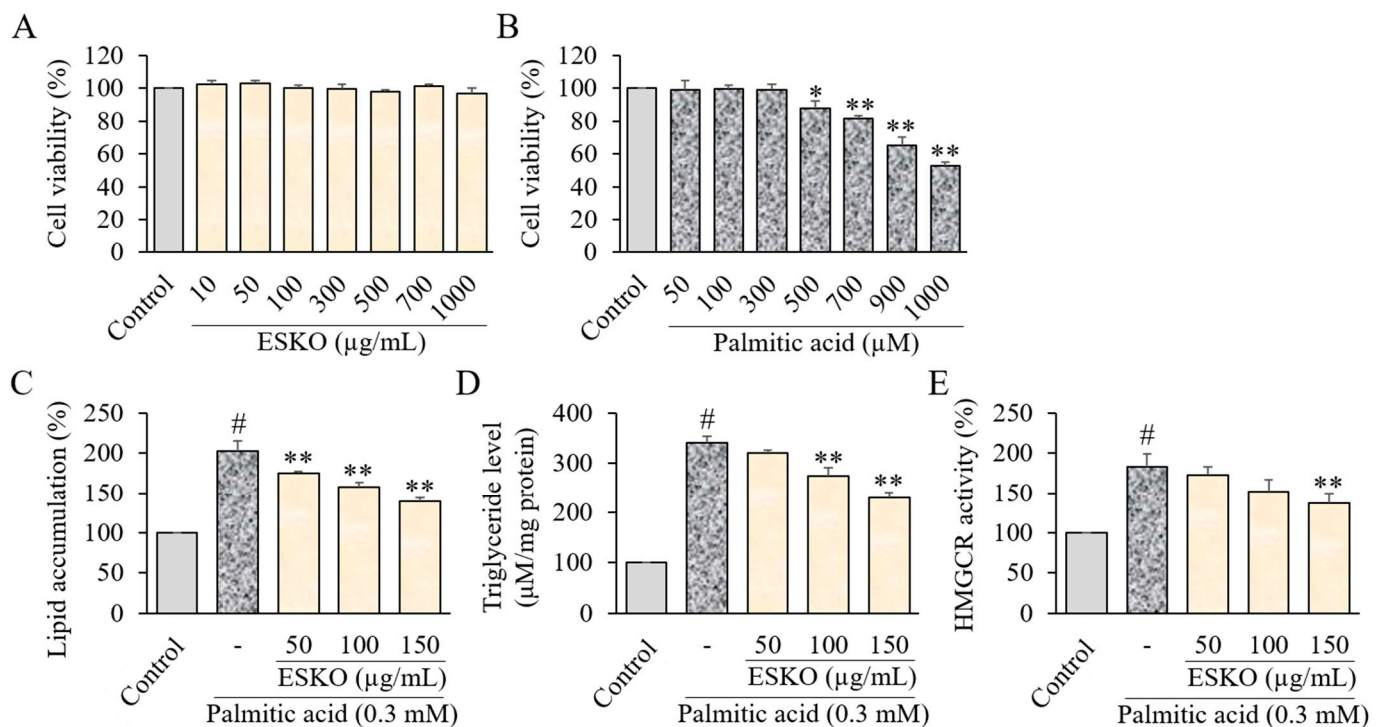 A
Cell viability (%)
120
100
80
60
40
20
0
Control
10
50
100
300
500
700
1000
ESKO (µg/mL)
B
Cell viability (%)
120
100
80
60
40
20
0
*
**
**
**
Control
50
100
300
500
700
900
1000
Palmitic acid (µM)
C
Lipid accumulation (%)
250
200
150
100
50
0
#
**
**
**
Control
-
50
100
150
ESKO (µg/mL)
Palmitic acid (0.3 mM)
D
Triglyceride level
(µM/mg protein)
400
300
200
100
0
#
**
**
Control
-
50
100
150
ESKO (µg/mL)
Palmitic acid (0.3 mM)
E
HMGCR activity (%)
250
200
150
100
50
0
#
**
Control
-
50
100
150
ESKO (µg/mL)
Palmitic acid (0.3 mM)